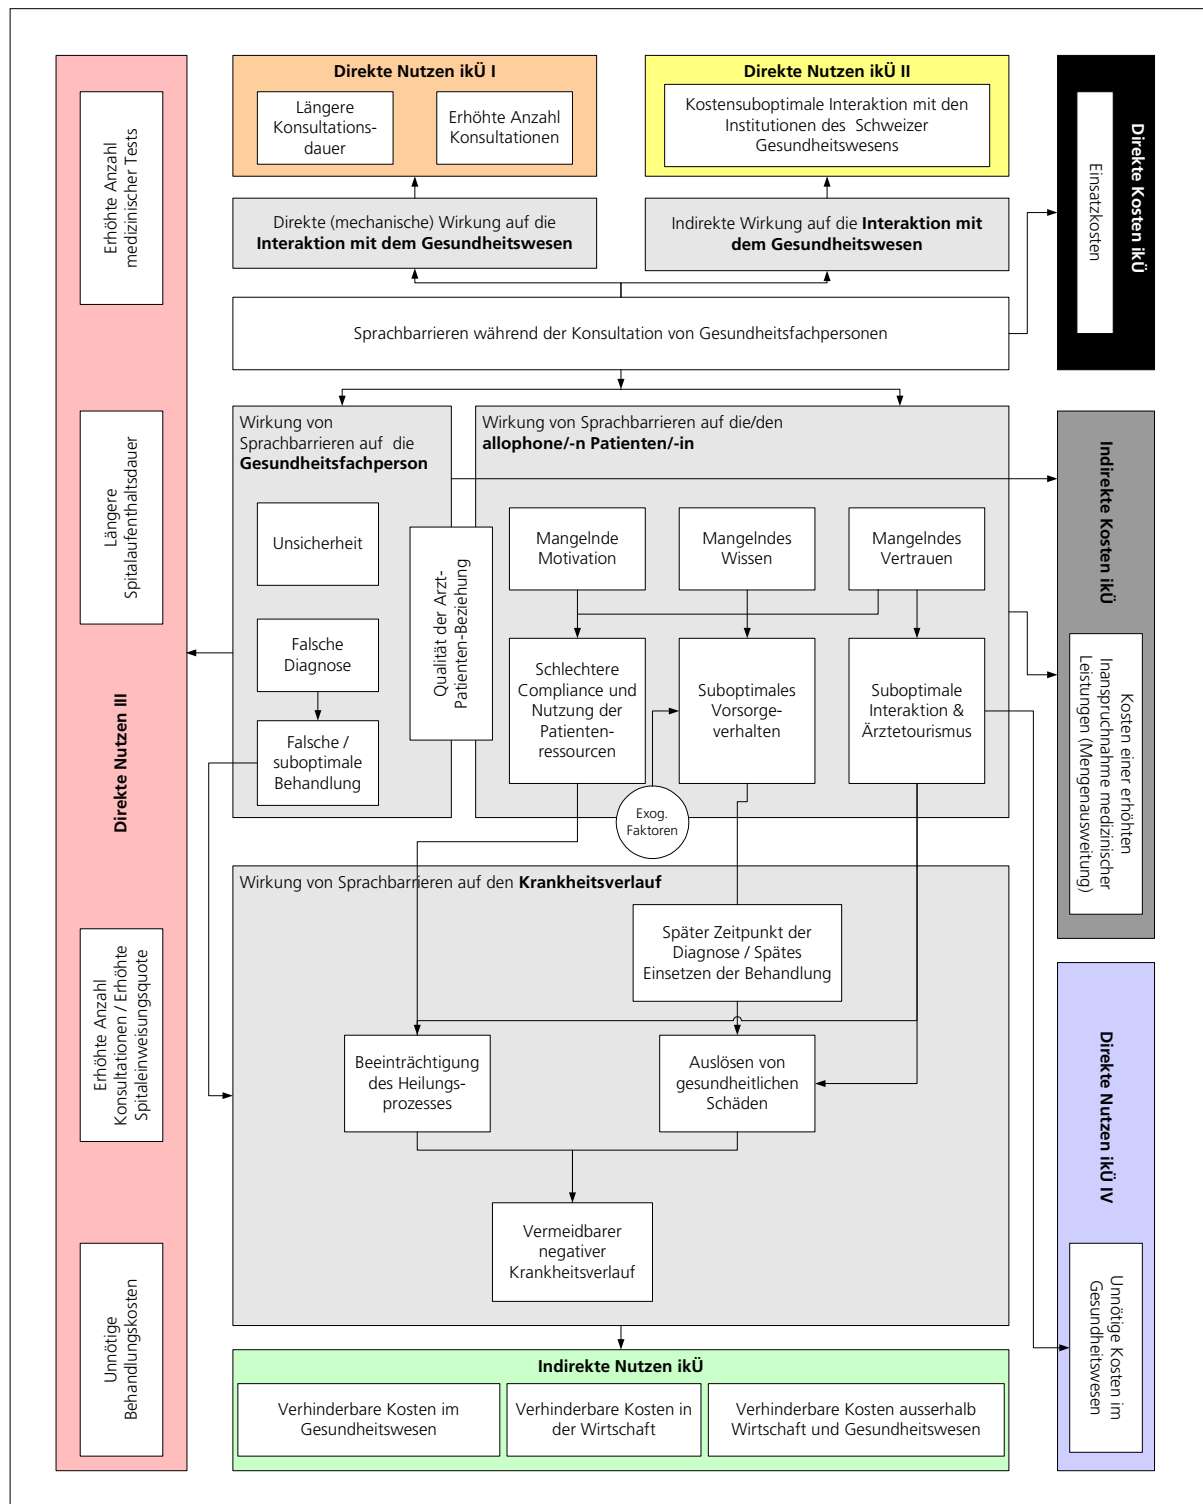 Direkte Nutzen ikÜ I
Längere
Konsultations-
dauer
Erhöhte Anzahl
Konsultationen
Direkte Nutzen ikÜ II
Kostensuboptimale Interaktion mit den
Institutionen des Schweizer
Gesundheitswesens
Direkte (mechanische) Wirkung auf die
Interaktion mit dem Gesundheitswesen
Indirekte Wirkung auf die Interaktion mit
dem Gesundheitswesen
Direkte Kosten ikÜ
Einsatzkosten
Sprachbarrieren während der Konsultation von Gesundheitsfachpersonen
Direkte Nutzen III
Erhöhte Anzahl
medizinischer Tests
Längere
Spitalaufenthaltsdauer
Erhöhte Anzahl
Konsultationen / Erhöhte
Spitaleinweisungsquote
Unnötige
Behandlungskosten
Wirkung von
Sprachbarrieren auf die
Gesundheitsfachperson
Unsicherheit
Falsche
Diagnose
Falsche /
suboptimale
Behandlung
Qualität der Arzt-
Patienten-Beziehung
Wirkung von Sprachbarrieren auf die/den
allophone/-n Patienten/-in
Mangelnde
Motivation
Mangelndes
Wissen
Mangelndes
Vertrauen
Schlechtere
Compliance und
Nutzung der
Patienten-
ressourcen
Suboptimales
Vorsorge-
verhalten
Suboptimale
Interaktion &
Ärztetourismus
Exog.
Faktoren
Indirekte Kosten ikÜ
Kosten einer erhöhten
Inanspruchnahme medizinischer
Leistungen (Mengenausweitung)
Wirkung von Sprachbarrieren auf den Krankheitsverlauf
Später Zeitpunkt der
Diagnose / Spätes
Einsetzen der Behandlung
Beeinträchtigung
des Heilungs-
prozesses
Auslösen von
gesundheitlichen
Schäden
Vermeidbarer
negativer
Krankheitsverlauf
Direkte Nutzen ikÜ IV
Unnötige Kosten im
Gesundheitswesen
Indirekte Nutzen ikÜ
Verhinderbare Kosten im
Gesundheitswesen
Verhinderbare Kosten in
der Wirtschaft
Verhinderbare Kosten ausserhalb
Wirtschaft und Gesundheitswesen